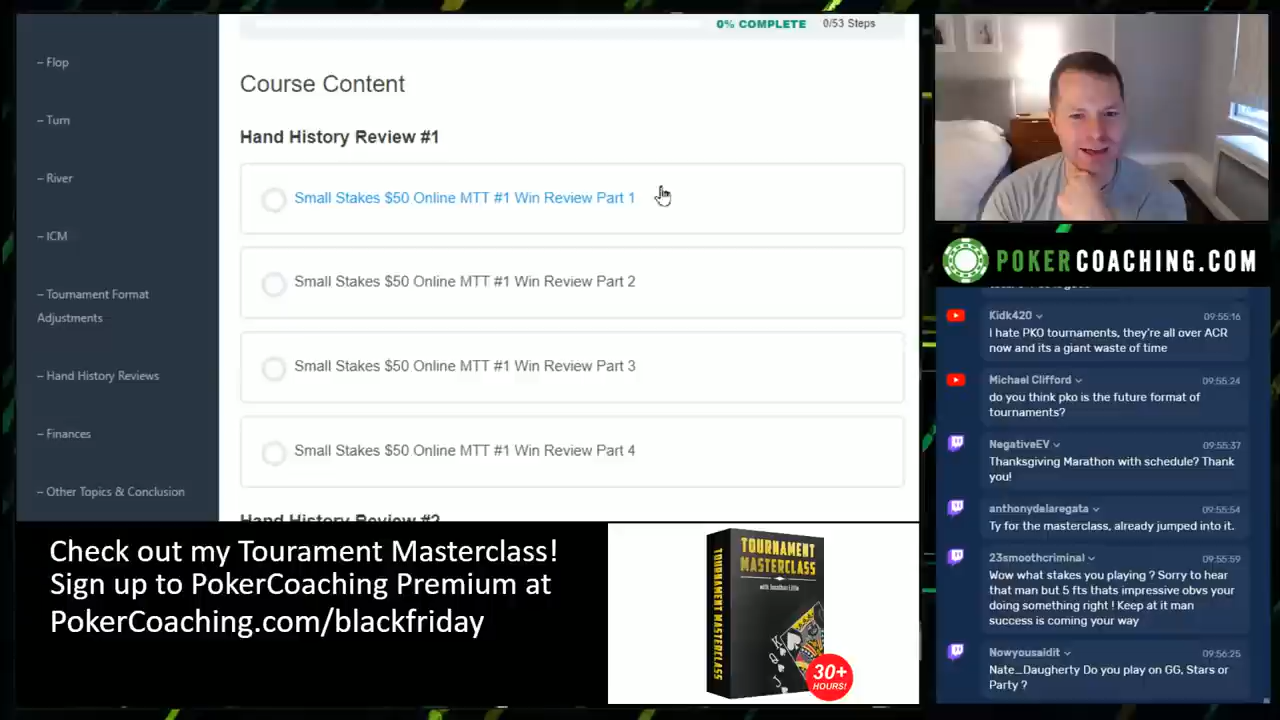 – Flop
– Turn
– River
– ICM
– Tournament Format
Adjustments
– Hand History Reviews
– Finances
– Other Topics & Conclusion
0% COMPLETE 0/53 Steps
Course Content
Hand History Review #1
Small Stakes $50 Online MTT #1 Win Review Part 1
Small Stakes $50 Online MTT #1 Win Review Part 2
Small Stakes $50 Online MTT #1 Win Review Part 3
Small Stakes $50 Online MTT #1 Win Review Part 4
Hand History Review #2
POKERCOACHING.COM
Kidk420 09:55:16
I hate PKO tournaments, they're all over ACR
now and its a giant waste of time
Michael Clifford 09:55:24
do you think pko is the future format of
tournaments?
NegativeEV 09:55:37
Thanksgiving Marathon with schedule? Thank
you!
anthonydelaregata 09:55:54
Ty for the masterclass, already jumped into it.
23smoothcriminal 09:55:59
Wow what stakes you playing ? Sorry to hear
that man but 5 fts thats impressive obvs your
doing something right ! Keep at it man
success is coming your way
Nowyousaidit 09:56:25
Nate_Daugherty Do you play on GG, Stars or
Party ?
Check out my Tourament Masterclass!
Sign up to PokerCoaching Premium at
PokerCoaching.com/blackfriday
TOURNAMENT MASTERCLASS
TOURNAMENT
MASTERCLASS
with Jonathan Little
K
Q
J
30+
HOURS!